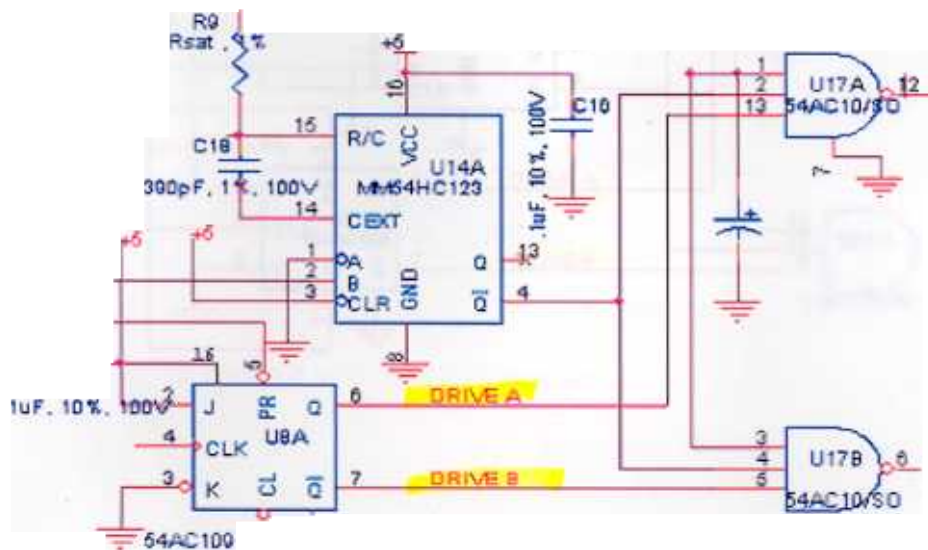 R9
Rsat , 1%
+5
16
15
R/C
VCC
C18
390pF, 1%, 100V
14
CEXT
U14A
MM54HC123
C10
.1uF, 10%, 100V
1
2
13
U17A
12
54AC10/SO
7
+5
+5
1
A
2
B
3
CLR
GND
Q
13
Q
4
8
16
5
2
J
PR
Q
6
DRIVE A
1uF, 10%, 100V
U8A
4
CLK
3
K
CL
Q
7
DRIVE B
54AC109
3
4
5
U17B
6
54AC10/SO